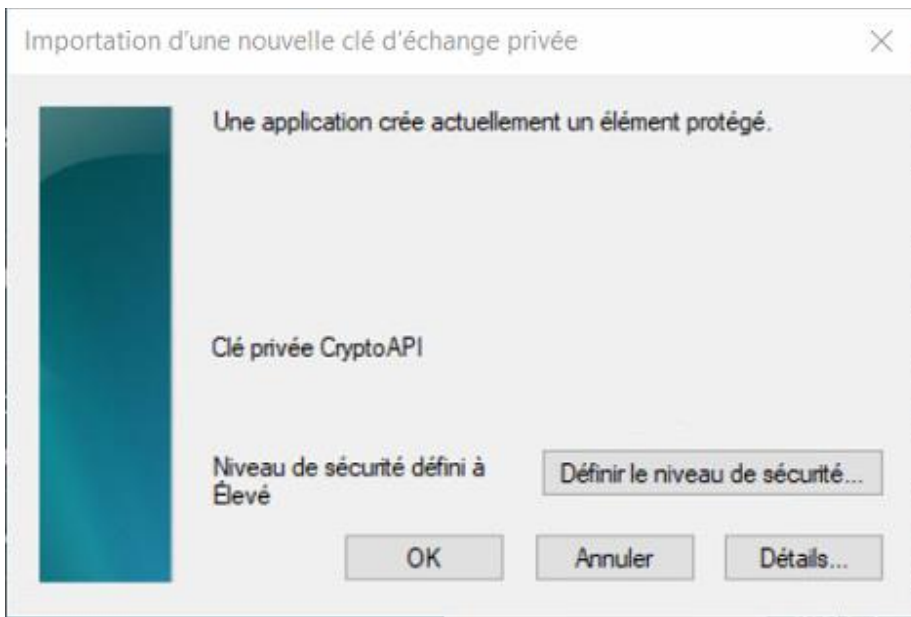 Importation d'une nouvelle clé d'échange privée
Une application crée actuellement un élément protégé.
Clé privée CryptoAPI
Niveau de sécurité défini à
Élevé
Définir le niveau de sécurité...
OK
Annuler
Détails...